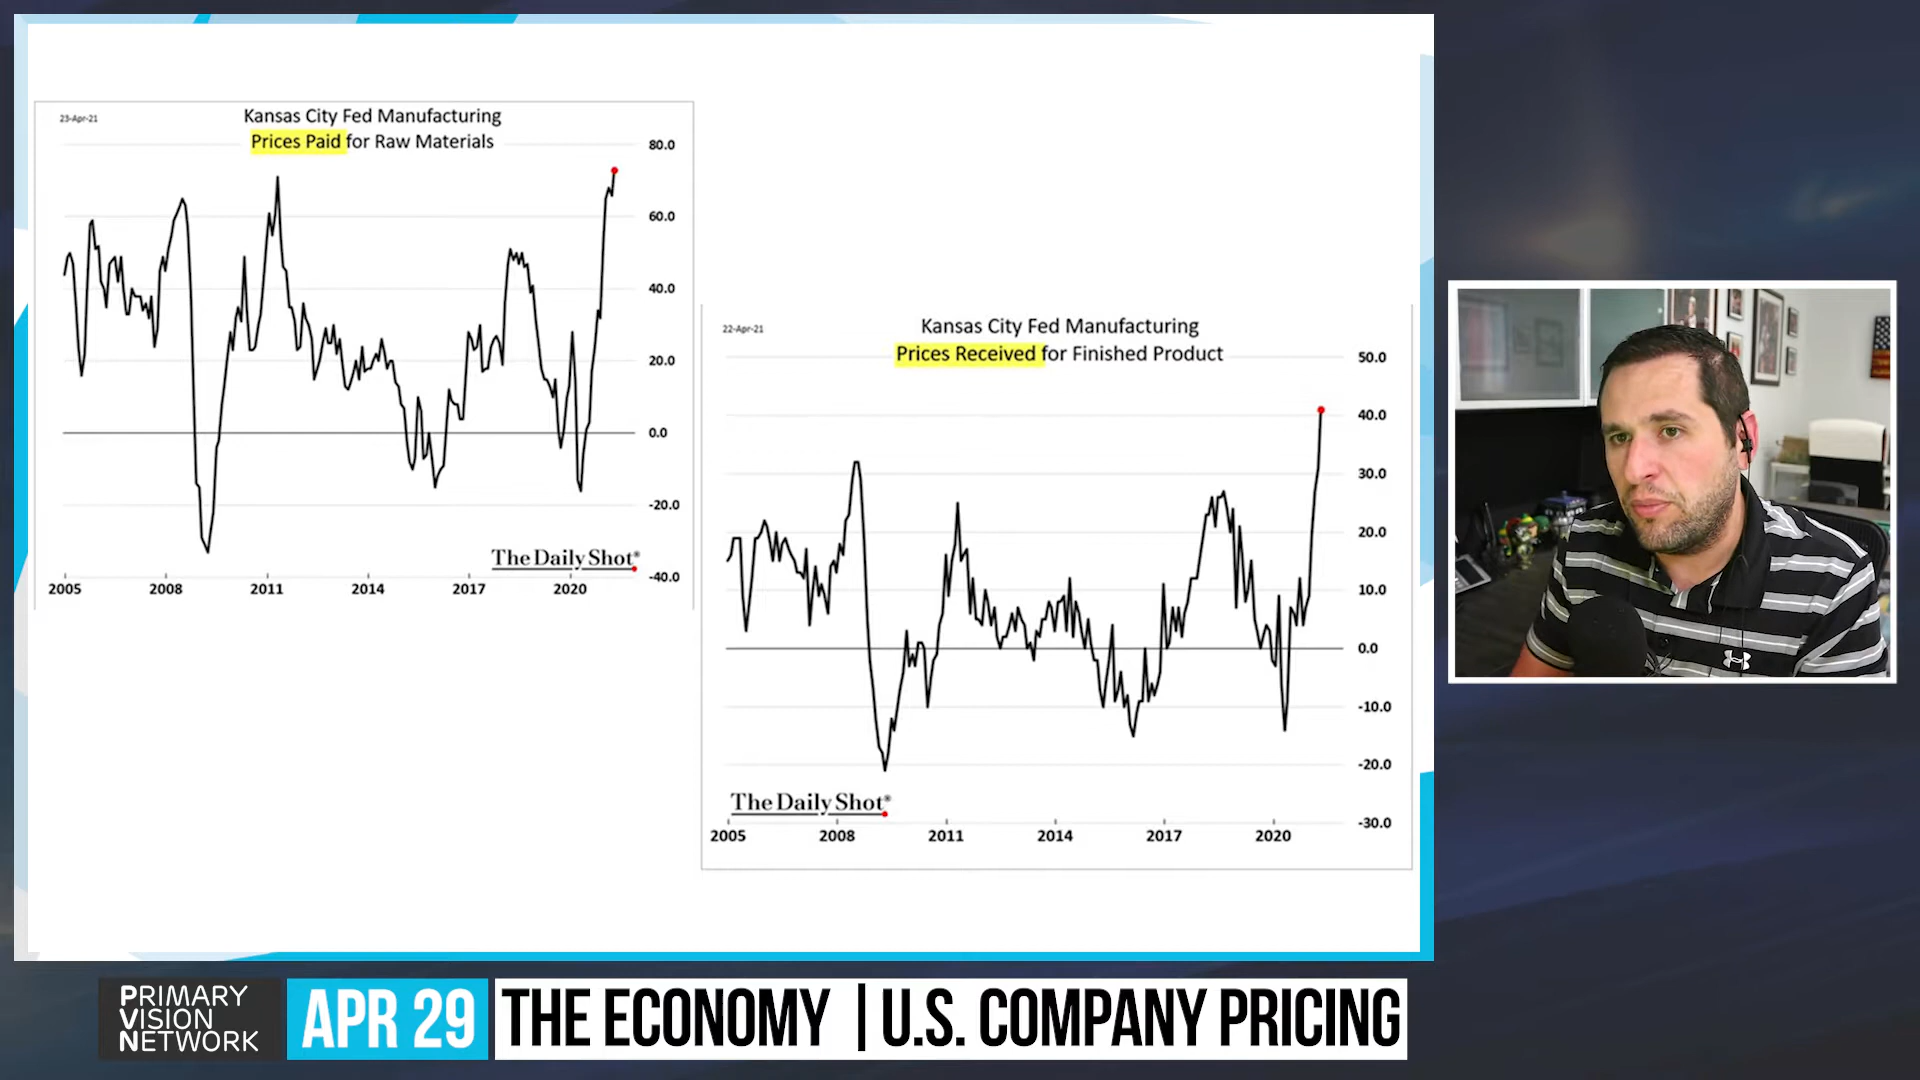 23-Apr-21
Kansas City Fed Manufacturing
Prices Paid for Raw Materials
80.0
60.0
40.0
20.0
0.0
-20.0
-40.0
The Daily Shot®
2005 2008 2011 2014 2017 2020
22-Apr-21
Kansas City Fed Manufacturing
Prices Received for Finished Product
50.0
40.0
30.0
20.0
10.0
0.0
-10.0
-20.0
-30.0
The Daily Shot®
2005 2008 2011 2014 2017 2020
PRIMARY
VISION
NETWORK
APR 29
THE ECONOMY | U.S. COMPANY PRICING